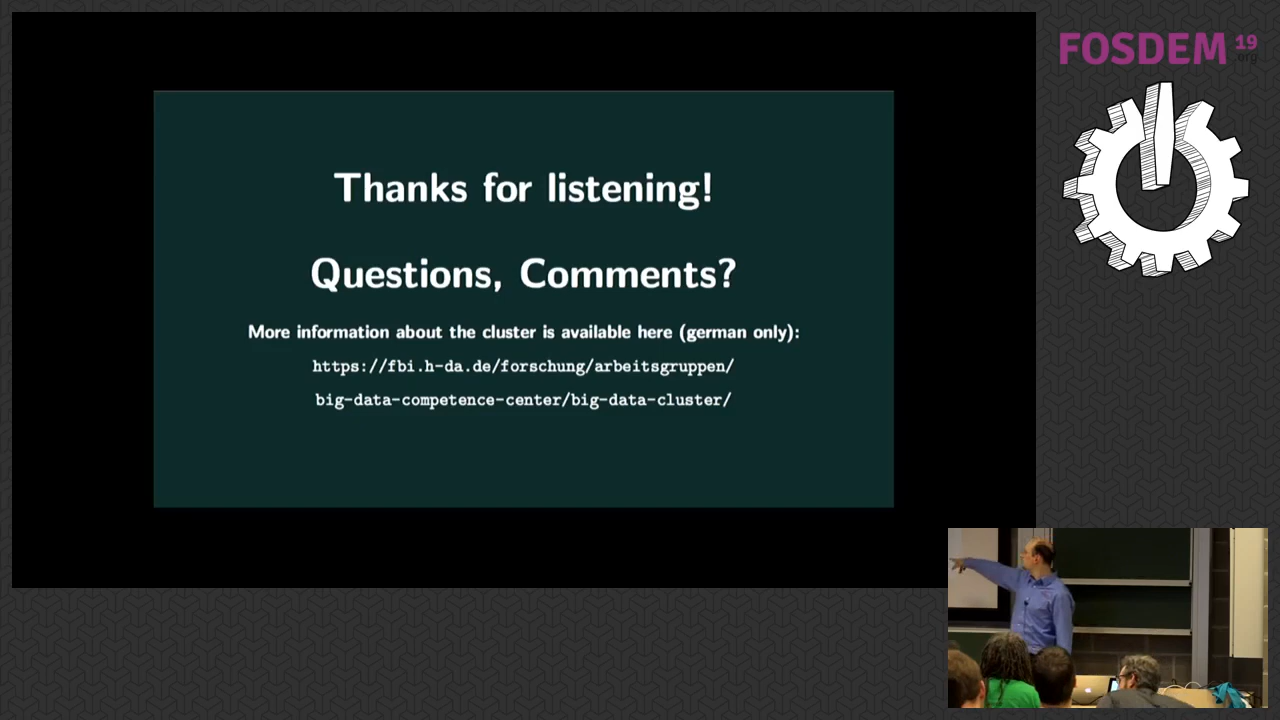 Thanks for listening!
Questions, Comments?
More information about the cluster is available here (german only):
https://fbi.h-da.de/forschung/arbeitsgruppen/
big-data-competence-center/big-data-cluster/
FOSDEM 19
.org